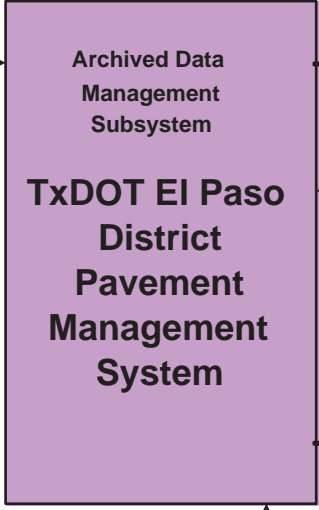 Archived Data
Management
Subsystem
TxDOT El Paso
District
Pavement
Management
System